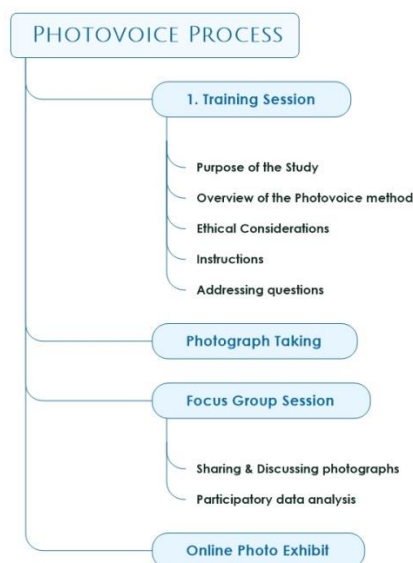 PHOTOVOICE PROCESS
1. Training Session
Purpose of the Study
Overview of the Photovoice method
Ethical Considerations
Instructions
Addressing questions
Photograph Taking
Focus Group Session
Sharing & Discussing photographs
Participatory data analysis
Online Photo Exhibit